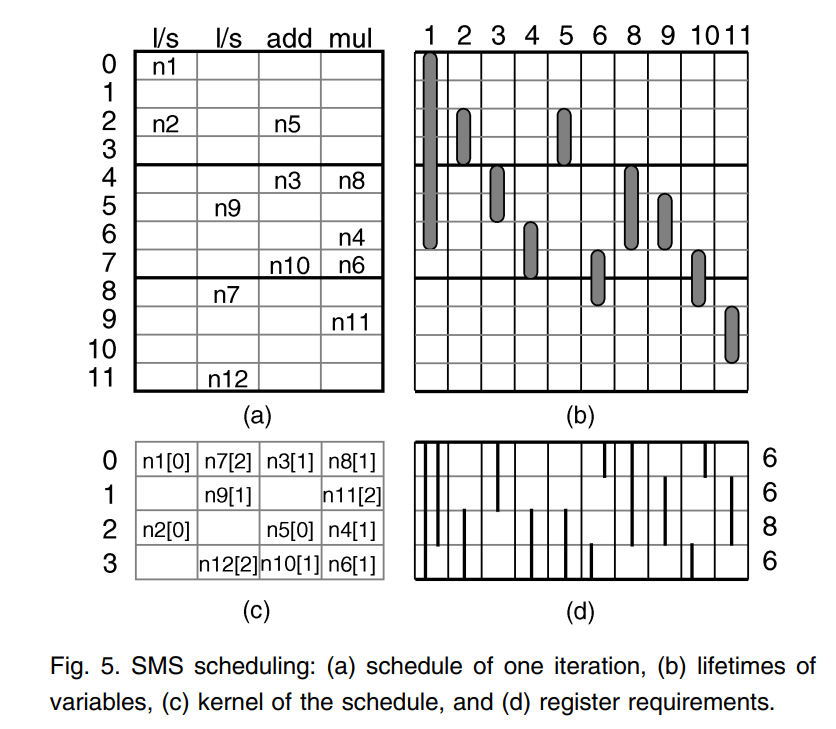 l/s l/s add mul 1 2 3 4 5 6 8 9 10 11
0 n1
1
2 n2 n5
3
4 n3 n8
5 n9
6 n4
7 n10 n6
8 n7
9 n11
10
11 n12
(a) (b)
0 n1[0] n7[2] n3[1] n8[1] 6
1 n9[1] n11[2] 6
2 n2[0] n5[0] n4[1] 8
3 n12[2] n10[1] n6[1] 6
(c) (d)
Fig. 5. SMS scheduling: (a) schedule of one iteration, (b) lifetimes of
variables, (c) kernel of the schedule, and (d) register requirements.